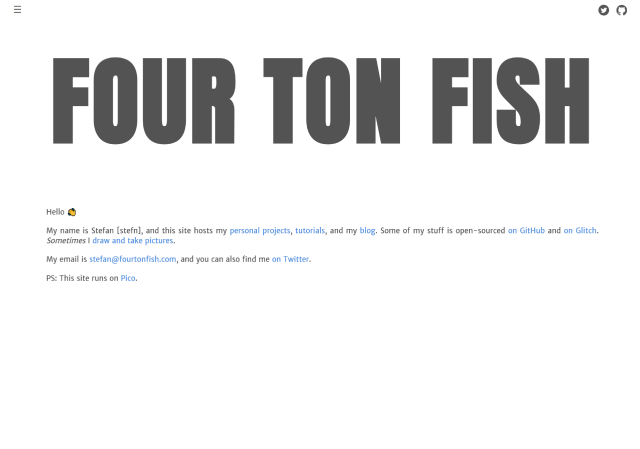 FOUR TON FISH
Hello
My name is Stefan [stefn], and this site hosts my personal projects, tutorials, and my blog. Some of my stuff is open-sourced on GitHub and on Glitch.
Sometimes I draw and take pictures.
My email is stefan@fourtonfish.com, and you can also find me on Twitter.
PS: This site runs on Pico.